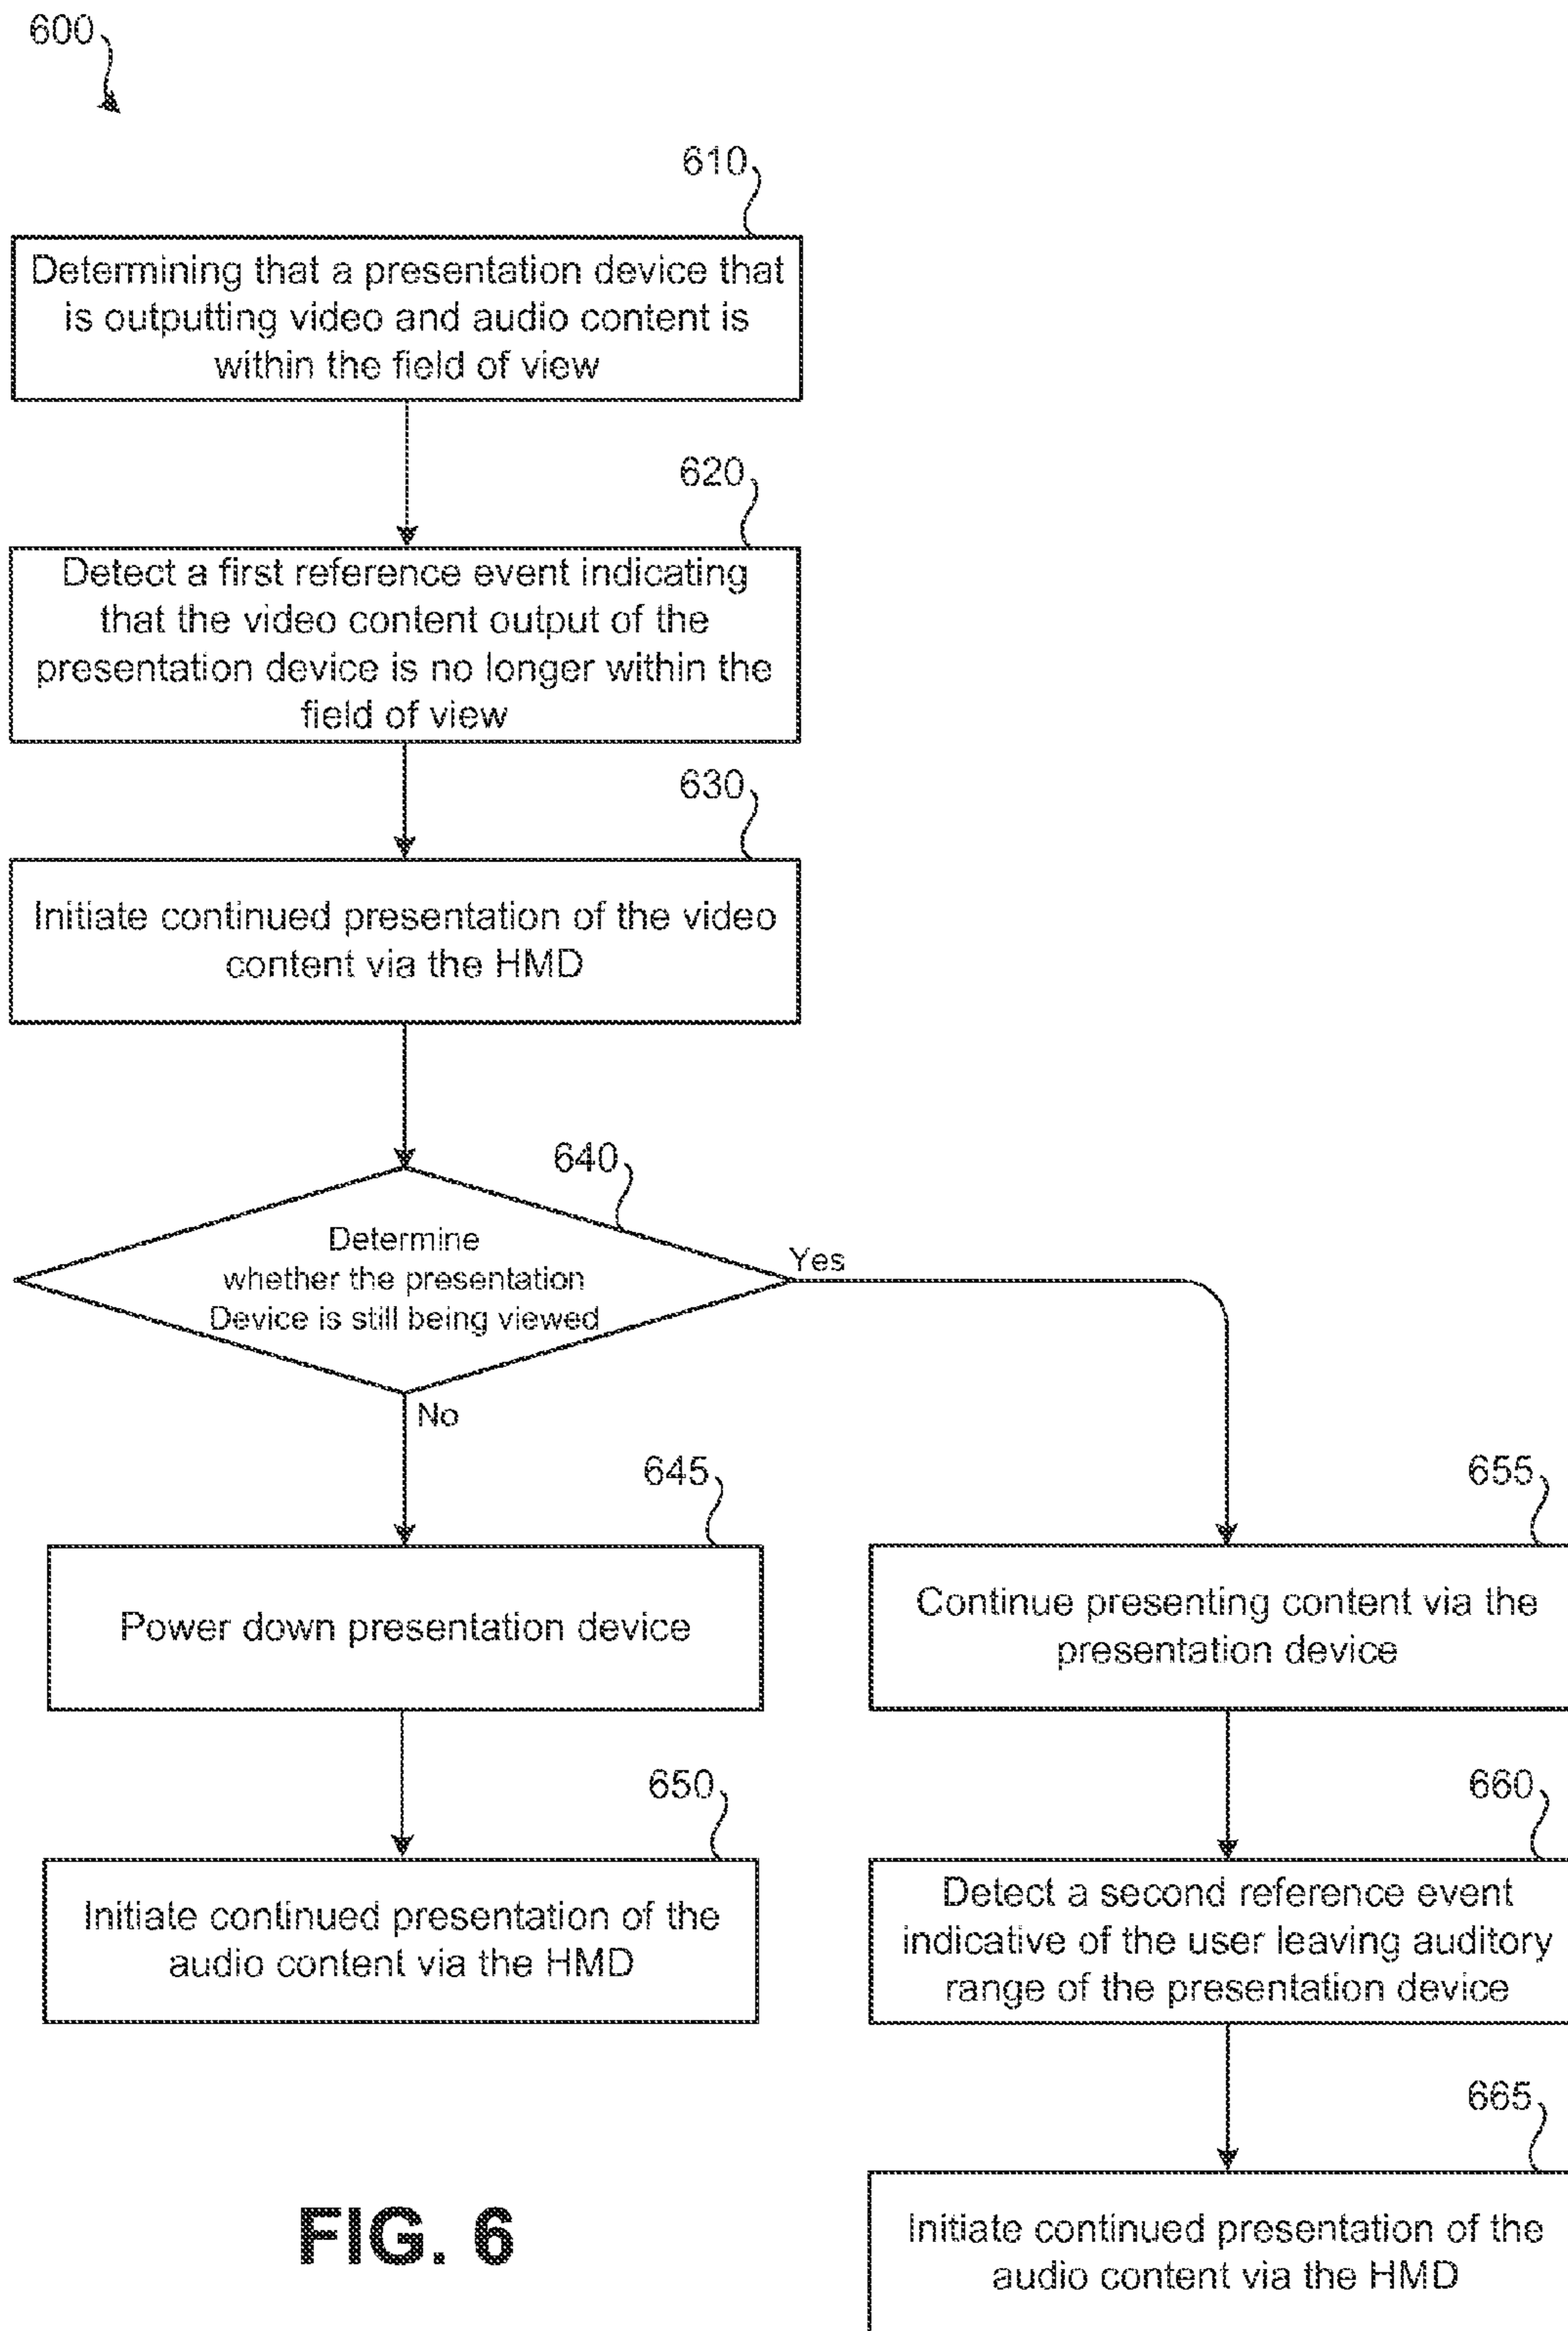 600
610
Determining that a presentation device that
is outputting video and audio content is
within the field of view
620
Detect a first reference event indicating
that the video content output of the
presentation device is no longer within the
field of view
630
Initiate continued presentation of the video
content via the HMD
640
Determine
whether the presentation
Device is still being viewed
Yes
No
645
Power down presentation device
655
Continue presenting content via the
presentation device
650
Initiate continued presentation of the
audio content via the HMD
660
Detect a second reference event
indicative of the user leaving auditory
range of the presentation device
665
Initiate continued presentation of the
audio content via the HMD
FIG. 6